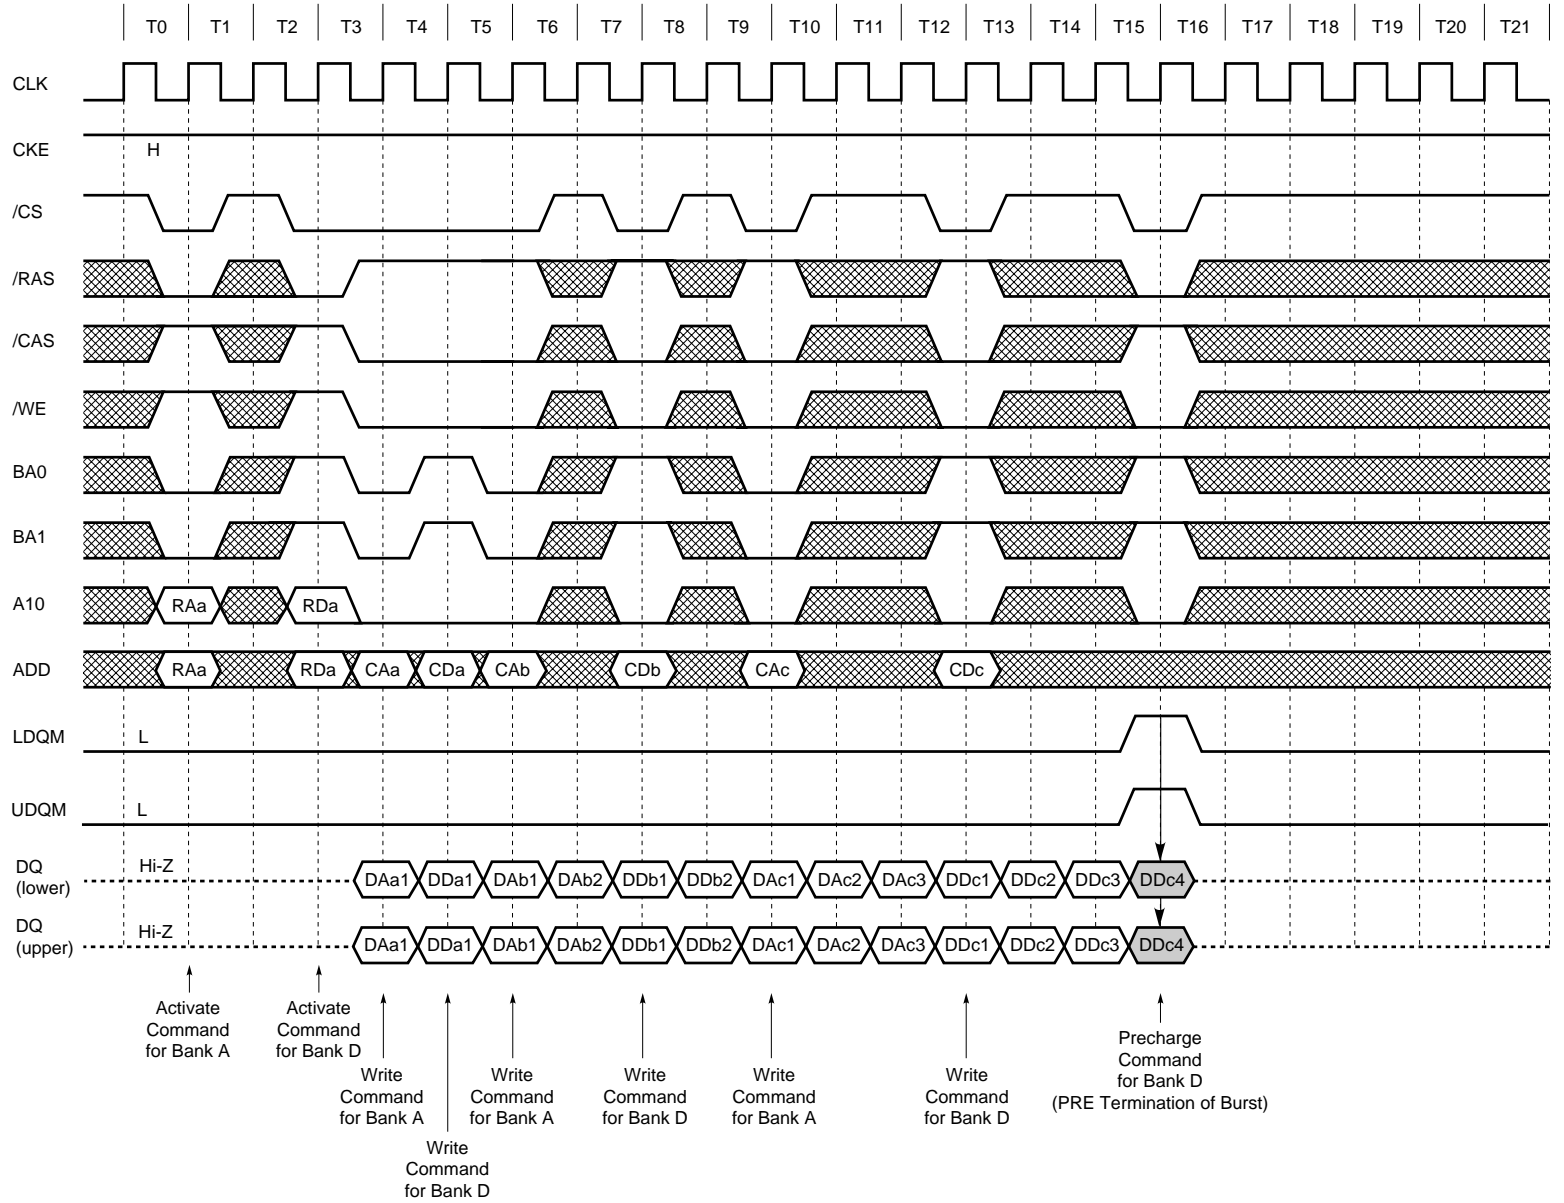 T0 T1 T2 T3 T4 T5 T6 T7 T8 T9 T10 T11 T12 T13 T14 T15 T16 T17 T18 T19 T20 T21
CLK
CKE H
/CS
/RAS
/CAS
/WE
BA0
BA1
A10 RAa RDa
ADD RAa RDa CAa CDa CAb CDb CAc CDc
LDQM L
UDQM L
DQ
(lower)
Hi-Z
DAa1 DDa1 DAb1 DAb2 DDb1 DDb2 DAc1 DAc2 DAc3 DDc1 DDc2 DDc3 DDc4
DQ
(upper)
Hi-Z
DAa1 DDa1 DAb1 DAb2 DDb1 DDb2 DAc1 DAc2 DAc3 DDc1 DDc2 DDc3 DDc4
Activate
Command
for Bank A
Activate
Command
for Bank D
Write
Command
for Bank A
Write
Command
for Bank D
Write
Command
for Bank A
Write
Command
for Bank D
Write
Command
for Bank A
Write
Command
for Bank D
Precharge
Command
for Bank D
(PRE Termination of Burst)